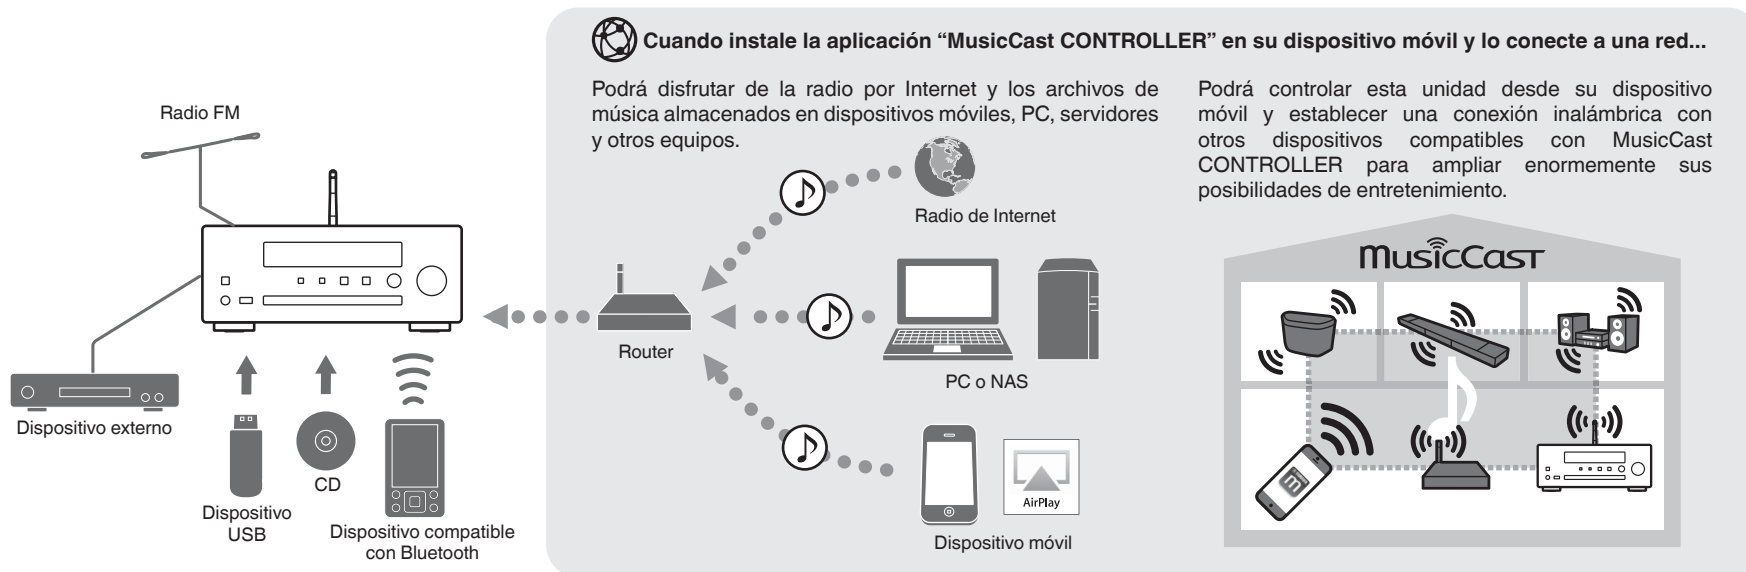 Cuando instale la aplicación “MusicCast CONTROLLER” en su dispositivo móvil y lo conecte a una red...
Podrá disfrutar de la radio por Internet y los archivos de
música almacenados en dispositivos móviles, PC, servidores
y otros equipos.
Podrá controlar esta unidad desde su dispositivo
móvil y establecer una conexión inalámbrica con
otros dispositivos compatibles con MusicCast
CONTROLLER para ampliar enormemente sus
posibilidades de entretenimiento.
Radio FM
Dispositivo externo
Dispositivo
USB
CD
Dispositivo compatible
con Bluetooth
Router
Radio de Internet
PC o NAS
AirPlay
Dispositivo móvil
MusicCast
m